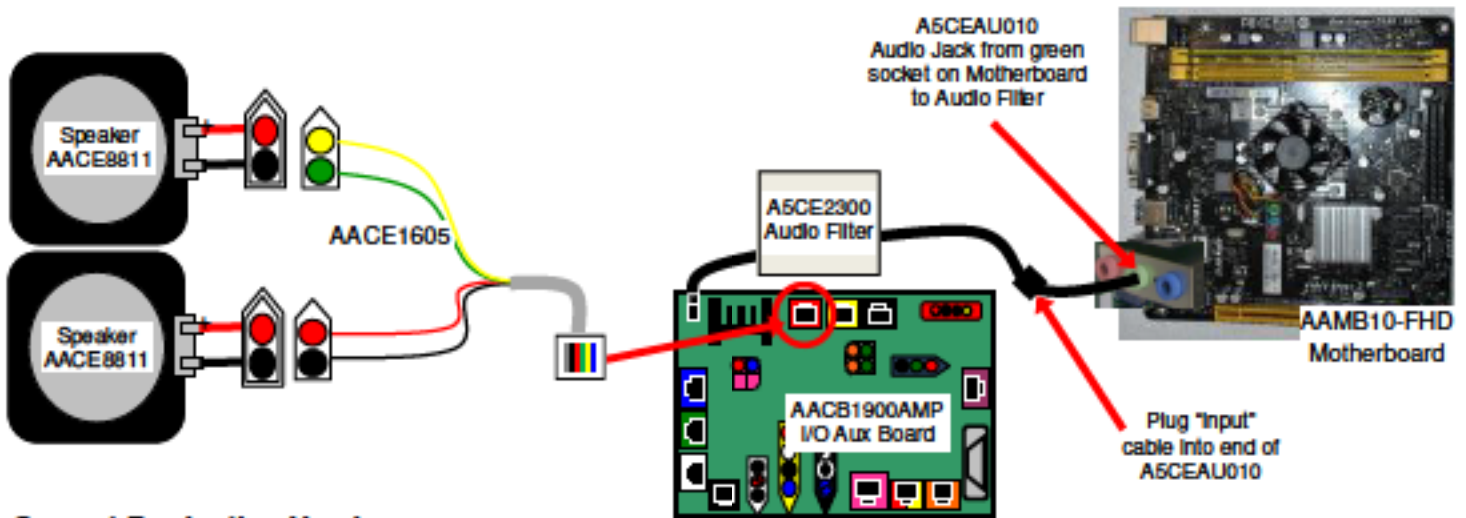 A5CEAU010
Audio Jack from green
socket on Motherboard
to Audio Filter
Speaker
AACE8811
AACE1605
A5CE2300
Audio Filter
Speaker
AACE8811
AAMB10-FHD
Motherboard
AACB1900AMP
I/O Aux Board
Plug "Input"
cable into end of
A5CEAU010